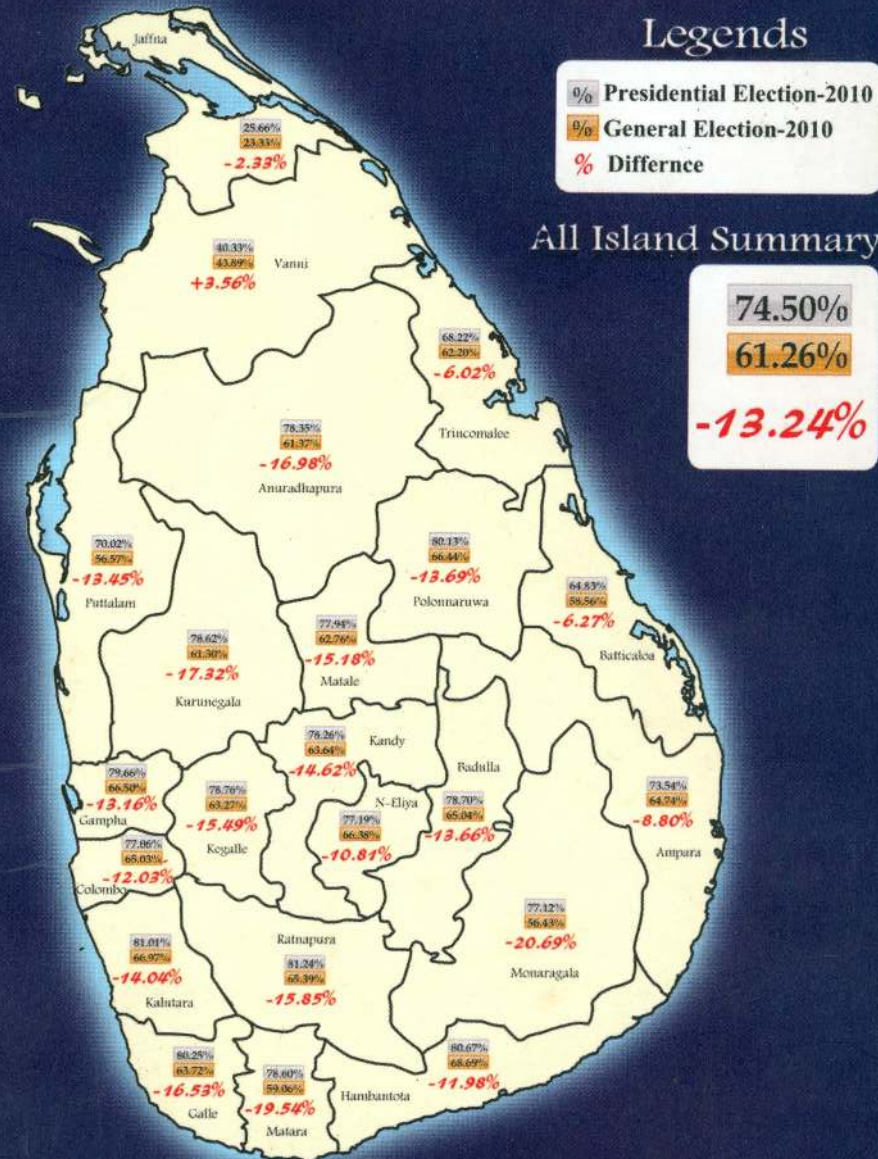 Legends
% Presidential Election-2010
% General Election-2010
% Differnce
All Island Summary
74.50%
61.26%
-13.24%
Jaffna
25.66%
23.33%
-2.33%
40.33%
43.89%
Vanni
+3.56%
68.22%
62.20%
-6.02%
Trincomalee
78.35%
61.37%
-16.98%
Anuradhapura
70.02%
56.57%
-13.45%
Puttalam
80.13%
66.44%
-13.69%
Polonnaruwa
64.83%
58.56%
-6.27%
Batticaloa
78.62%
61.30%
-17.32%
Kurunegala
77.94%
62.76%
-15.18%
Matale
78.26%
63.64%
Kandy
-14.62%
79.66%
66.50%
-13.16%
Gampha
78.76%
63.27%
-15.49%
Kegalle
N-Eliya
77.19%
66.38%
-10.81%
Badulla
78.70%
65.04%
-13.66%
73.54%
64.74%
-8.80%
Ampara
77.06%
65.03%
-12.03%
Colombo
77.12%
56.43%
-20.69%
Monaragala
81.01%
66.97%
-14.04%
Kalutara
Ratnapura
81.24%
65.39%
-15.85%
80.25%
63.72%
-16.53%
Galle
78.60%
59.06%
-19.54%
Matara
80.67%
68.69%
-11.98%
Hambantota